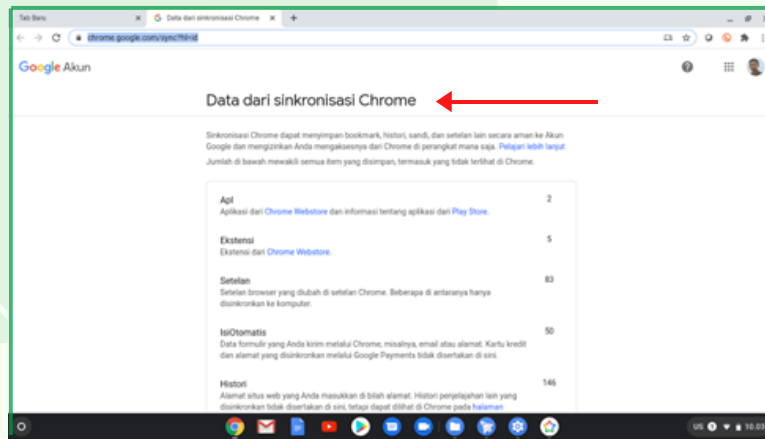 Tab Baru
Data dari sinkronisasi Chrome
chrome.google.com/sync?hl=id
Google Akun
Data dari sinkronisasi Chrome
Sinkronisasi Chrome dapat menyimpan bookmark, histori, sandi, dan setelan lain secara aman ke Akun
Google dan mengizinkan Anda mengaksesnya dari Chrome di perangkat mana saja. Pelajari lebih lanjut
Jumlah di bawah mewakili semua item yang disimpan, termasuk yang tidak terlihat di Chrome.
Apl 2
Aplikasi dari Chrome Webstore dan informasi tentang aplikasi dari Play Store.
Ekstensi 5
Ekstensi dari Chrome Webstore.
Setelan 83
Setelan browser yang diubah di setelan Chrome. Beberapa di antaranya hanya
disinkronkan ke komputer.
IsiOtomatis 50
Data formulir yang Anda kirim melalui Chrome, misalnya, email atau alamat. Kartu kredit
dan alamat yang disinkronkan melalui Google Payments tidak disertakan di sini.
Histori 146
Alamat situs web yang Anda masukkan di bilah alamat. Histori penjelajahan lain yang
disinkronkan tidak disertakan di sini, tetapi dapat dilihat di Chrome pada halaman
US 10.03